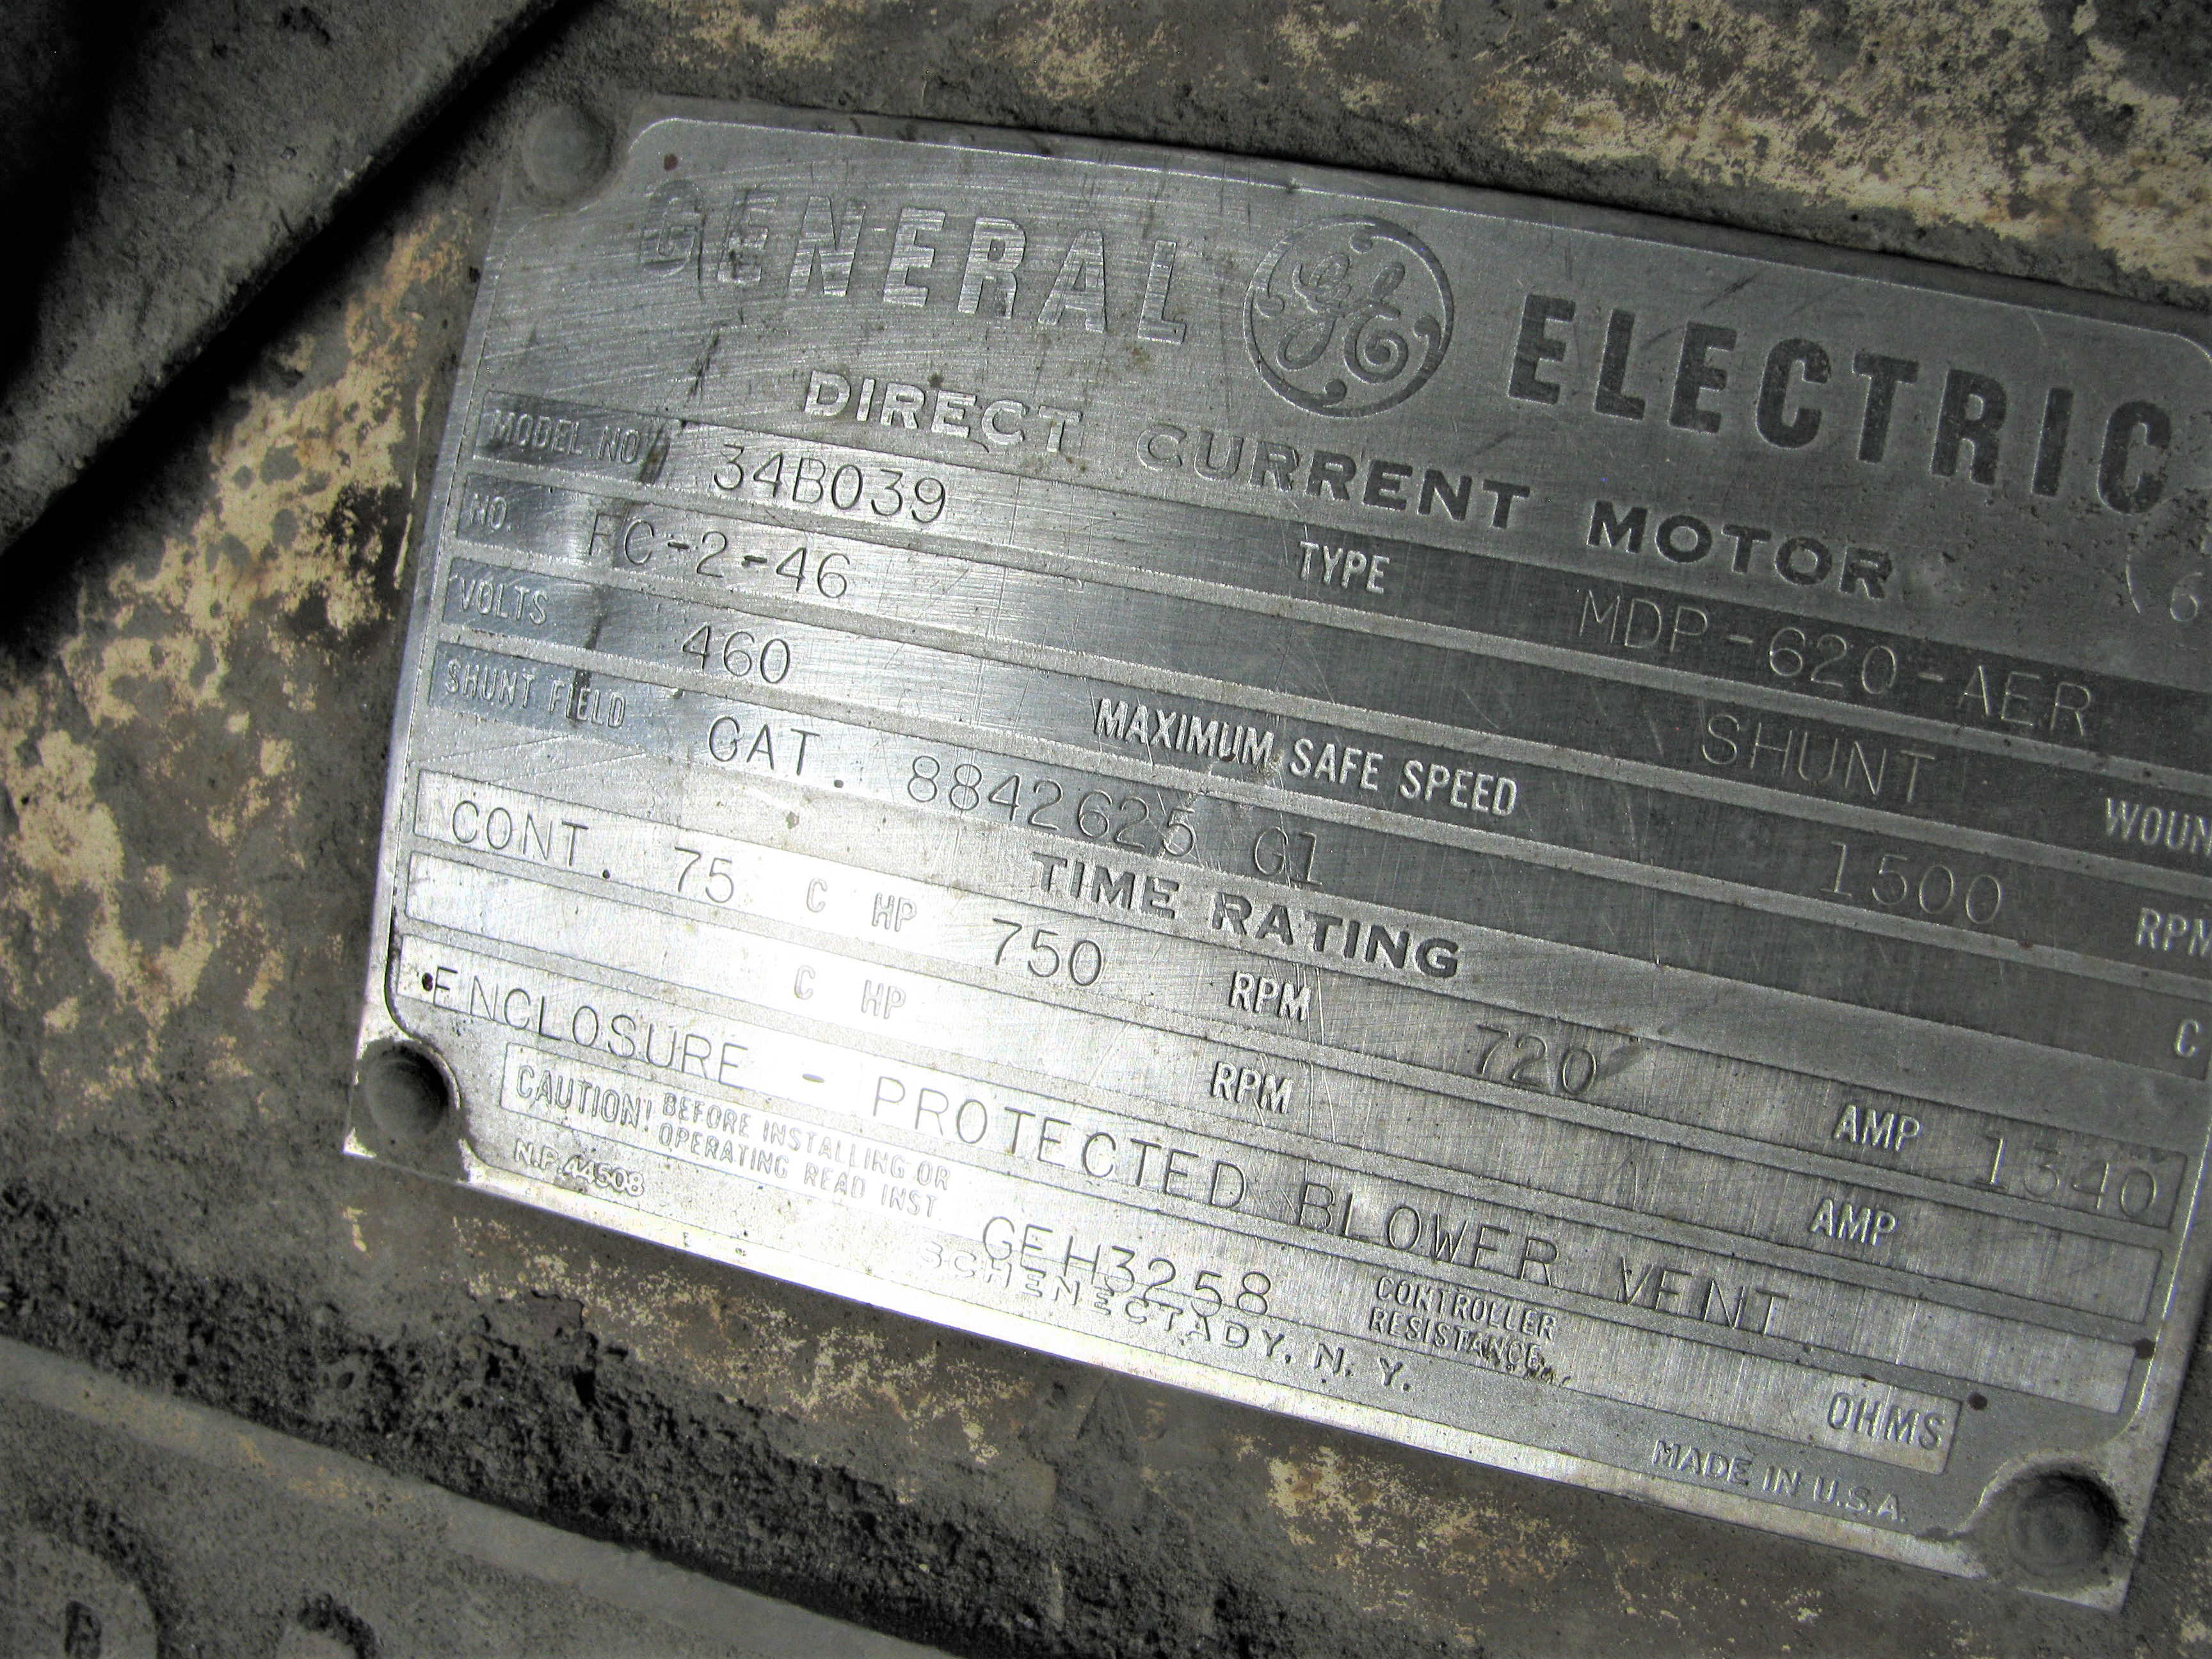 GENERAL GE ELECTRIC
DIRECT CURRENT MOTOR
MODEL NO. 34B039 TYPE MDP-620-AER
NO. FC-2-46 SHUNT WOUN
VOLTS 460 MAXIMUM SAFE SPEED 1500 RPM
SHUNT FIELD CAT. 8842625 G1 C
TIME RATING
CONT. 75 C HP 750 RPM 720 AMP 1340
C HP RPM AMP
ENCLOSURE - PROTECTED BLOWER VENT
CAUTION! BEFORE INSTALLING OR
OPERATING READ INST. GEH3258 CONTROLLER
RESISTANCE OHMS
N.P. 44508 SCHENECTADY, N. Y. MADE IN U.S.A.